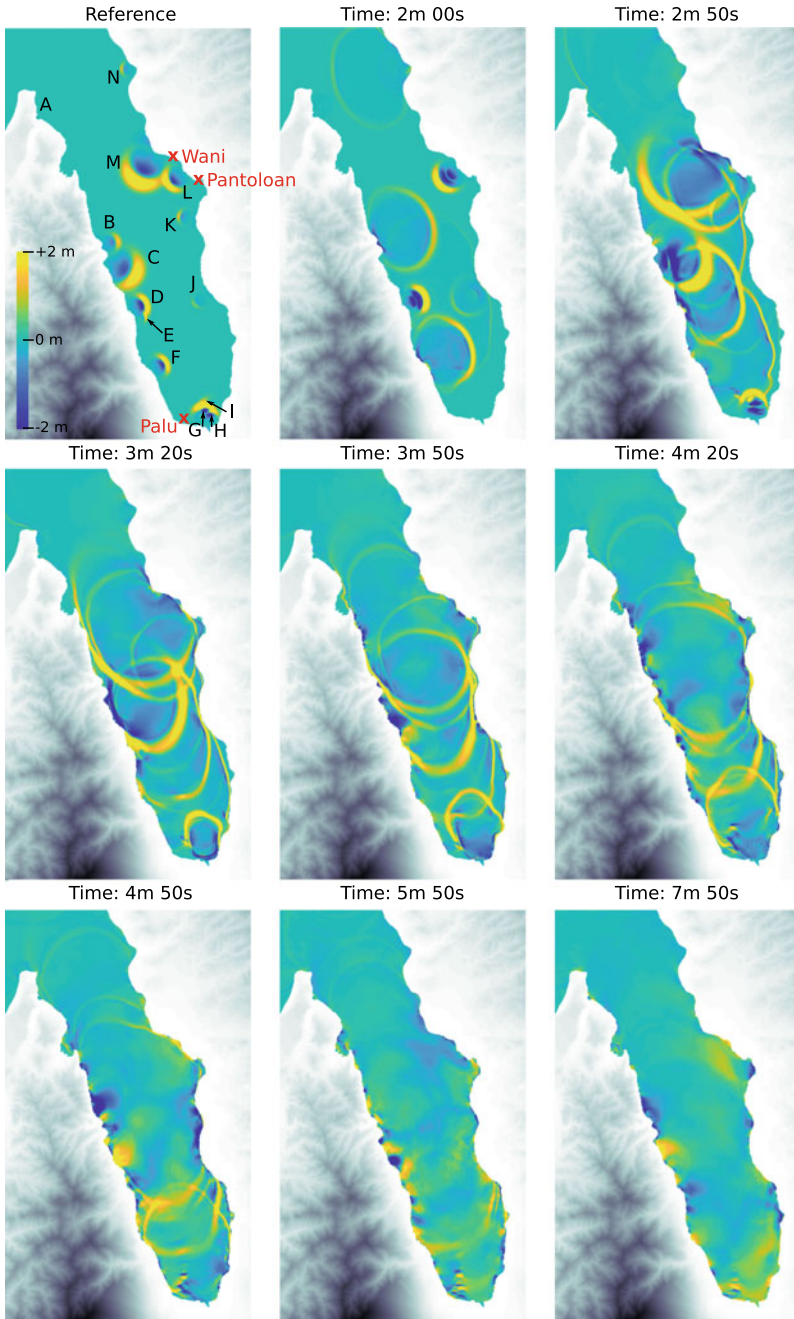 Reference
Time: 2m 00s
Time: 2m 50s
N
A
M
x Wani
x Pantoloan
L
K
B
+2 m
C
J
D
0 m
E
F
I
-2 m
Palu x
G
H
Time: 3m 20s
Time: 3m 50s
Time: 4m 20s
Time: 4m 50s
Time: 5m 50s
Time: 7m 50s